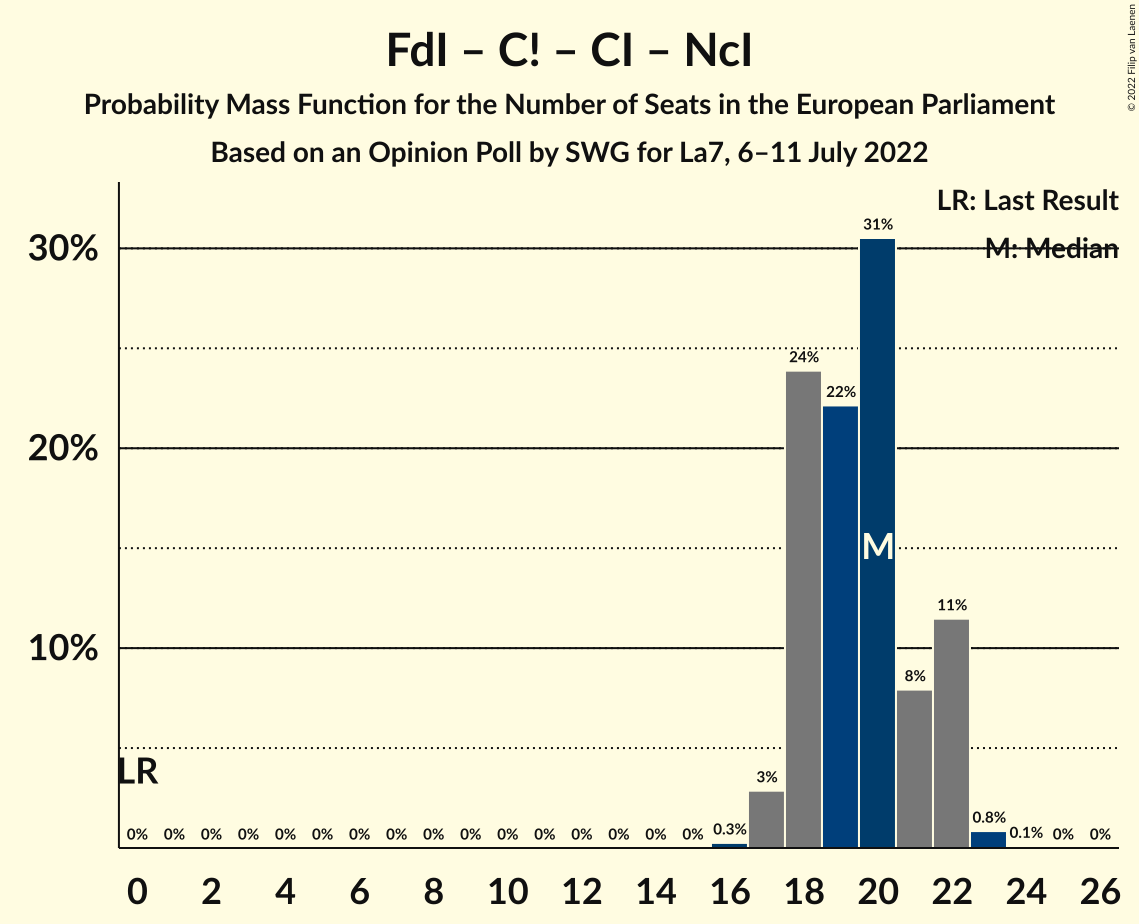 FdI – C! – CI – NcI
Probability Mass Function for the Number of Seats in the European Parliament
Based on an Opinion Poll by SWG for La7, 6–11 July 2022
© 2022 Filip van Laenen
LR: Last Result
M: Median
30%
20%
10%
31%
24%
22%
M
11%
8%
LR
3%
0% 0% 0% 0% 0% 0% 0% 0% 0% 0% 0% 0% 0% 0% 0% 0% 0.3% 0.8% 0.1% 0% 0%
0 2 4 6 8 10 12 14 16 18 20 22 24 26